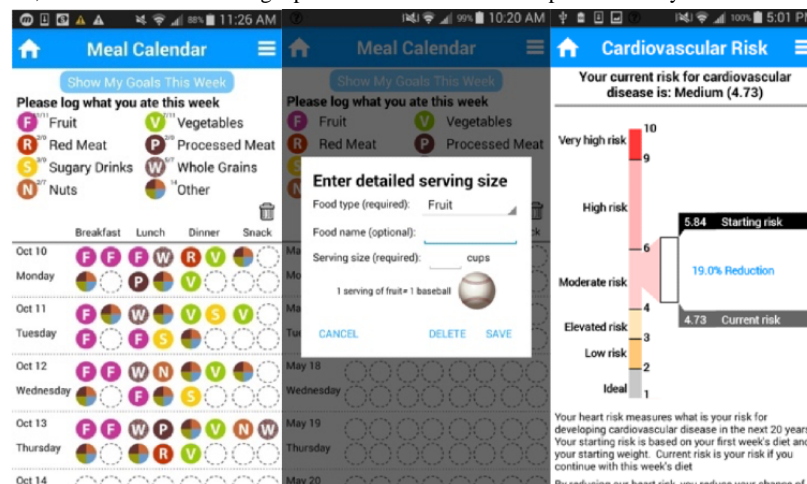 88% 11:26 AM
Meal Calendar
Show My Goals This Week
Please log what you ate this week
F Fruit
V Vegetables
R Red Meat
P Processed Meat
S Sugary Drinks
W Whole Grains
N Nuts
Other
Breakfast Lunch Dinner Snack
Oct 10
F F F W R V
Monday
P V
Oct 11
F W V S V
Tuesday
F F S
Oct 12
F F W N V
Wednesday
F S
Oct 13
F F W P V N W
Thursday
R V
Oct 14
99% 10:20 AM
Meal Calendar
Show My Goals This Week
Please log what you ate this week
F Fruit
V Vegetables
R Red Meat
P Processed Meat
Enter detailed serving size
Food type (required): Fruit
Food name (optional):
Serving size (required): cups
1 serving of fruit= 1 baseball
CANCEL DELETE SAVE
May 18
Wednesday
May 19
Thursday
May 20
100% 5:01 PM
Cardiovascular Risk
Your current risk for cardiovascular
disease is: Medium (4.73)
10
Very high risk
9
High risk
5.84 Starting risk
6
19.0% Reduction
Moderate risk
4
4.73 Current risk
Elevated risk
3
Low risk
2
Ideal
1
Your heart risk measures what is your risk for
developing cardiovascular disease in the next 20 years
Your starting risk is based on your first week's diet and
your starting weight. Current risk is your risk if you
continue with this week's diet